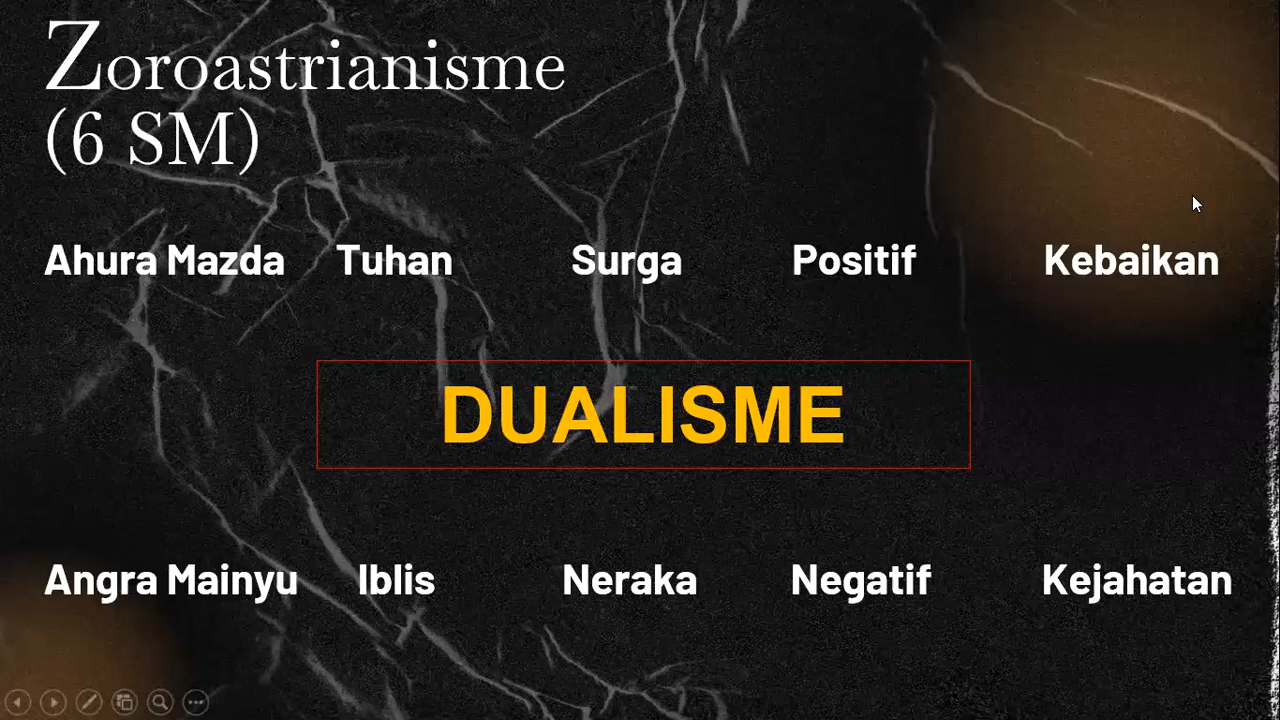 Zoroastrianisme
(6 SM)
Ahura Mazda Tuhan Surga Positif Kebaikan
DUALISME
Angra Mainyu Iblis Neraka Negatif Kejahatan